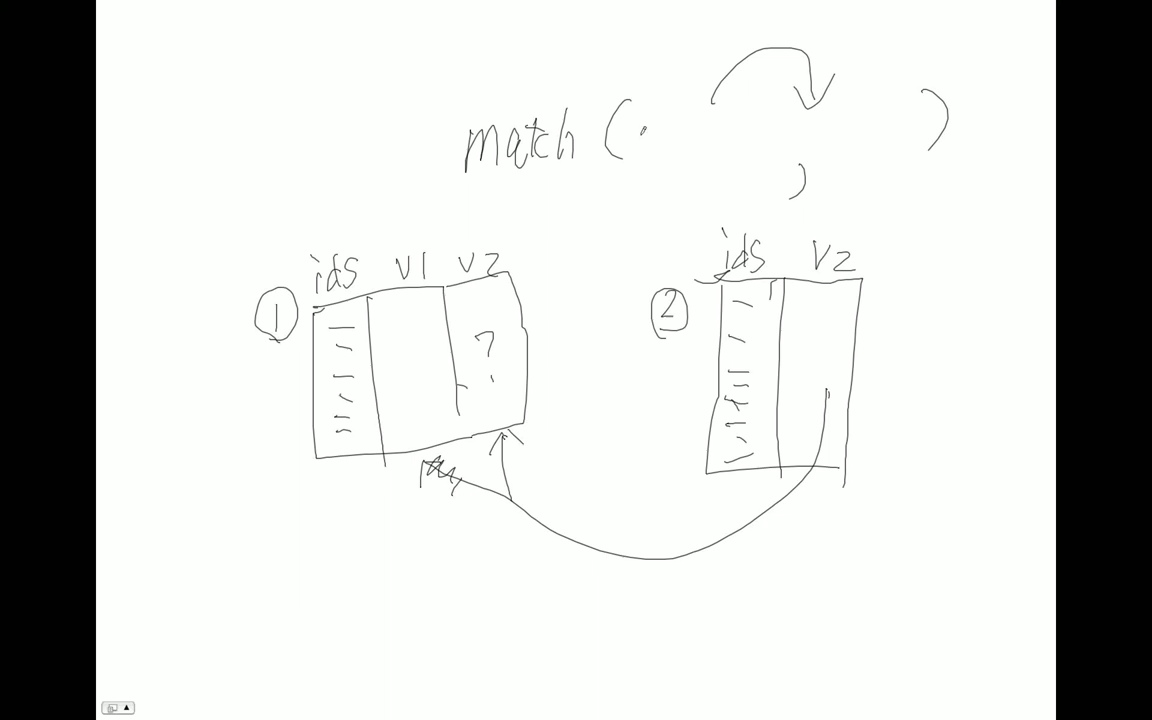 match ( , )
ids V1 V2
ids V2
1
2
?